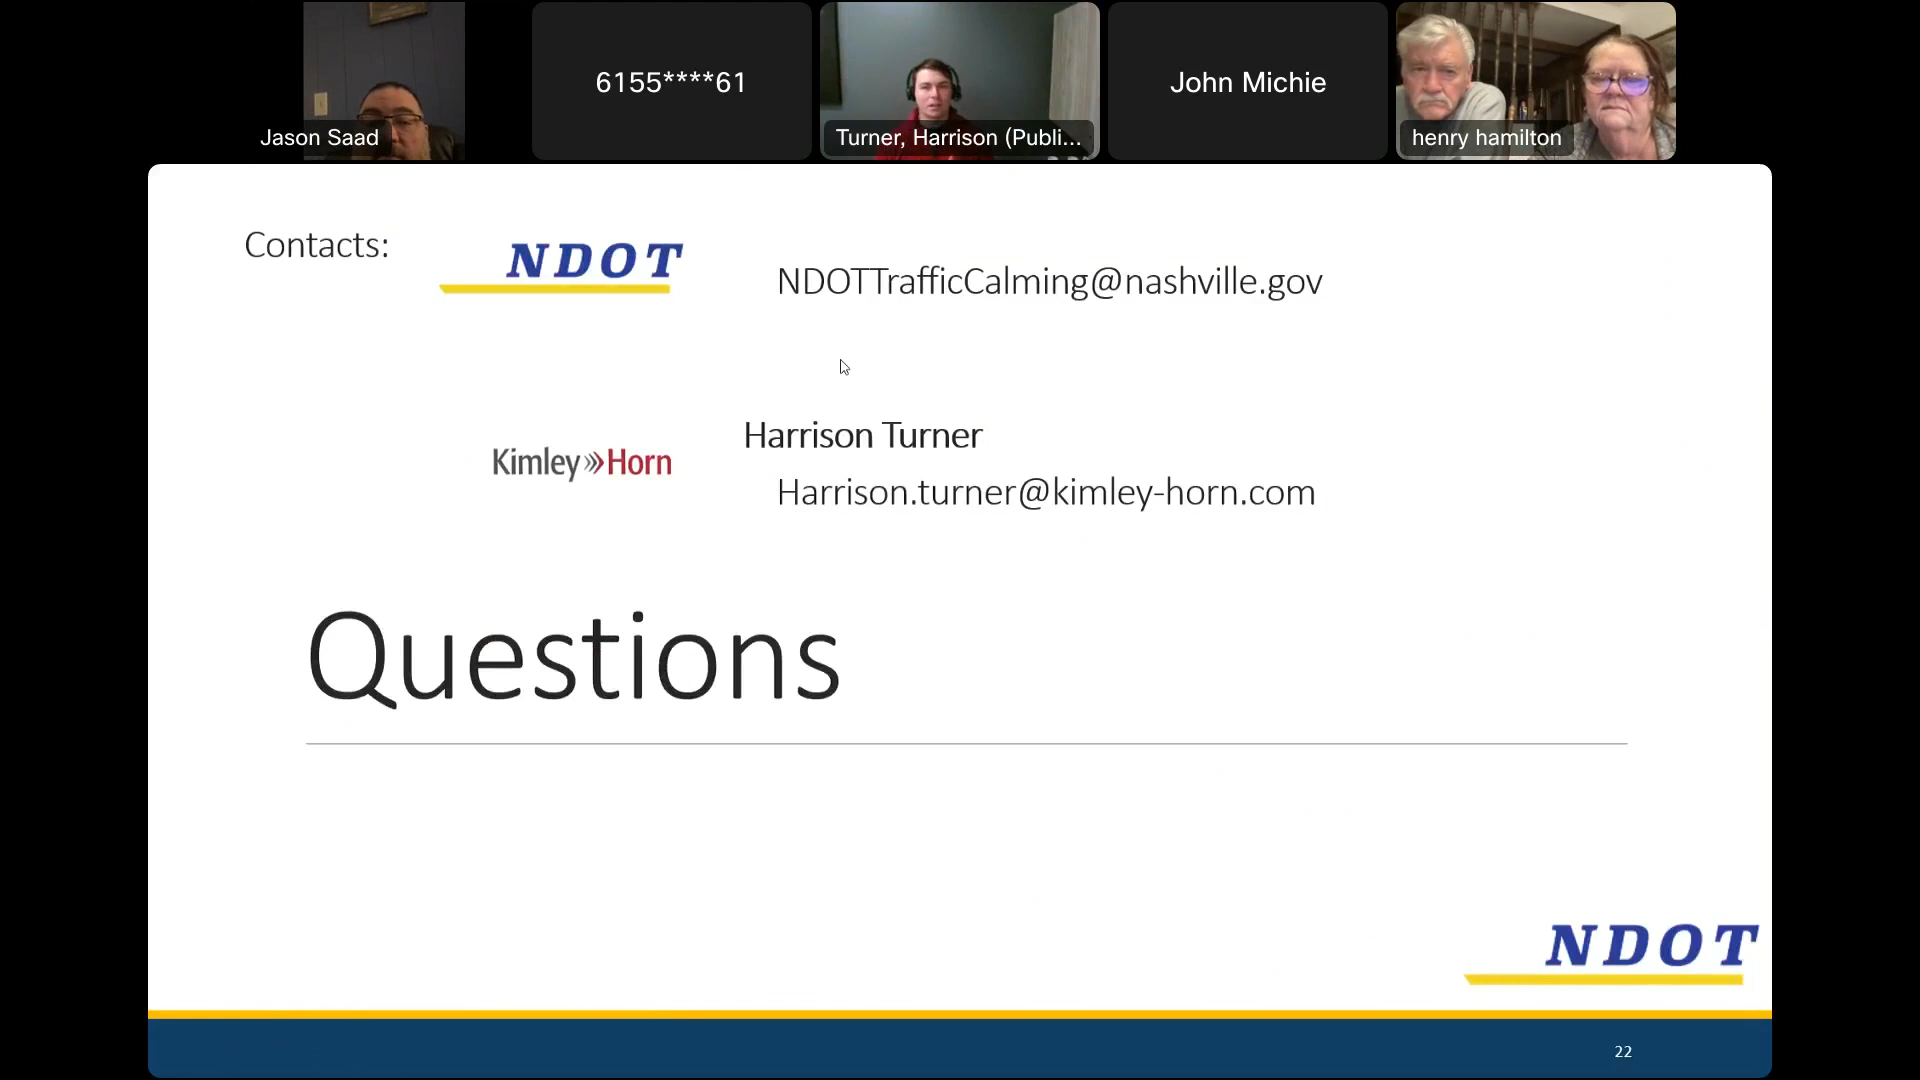 Jason Saad
6155****61
Turner, Harrison (Publi...
John Michie
henry hamilton
Contacts:
NDOT
NDOTTrafficCalming@nashville.gov
Kimley»Horn
Harrison Turner
Harrison.turner@kimley-horn.com
Questions
NDOT
22